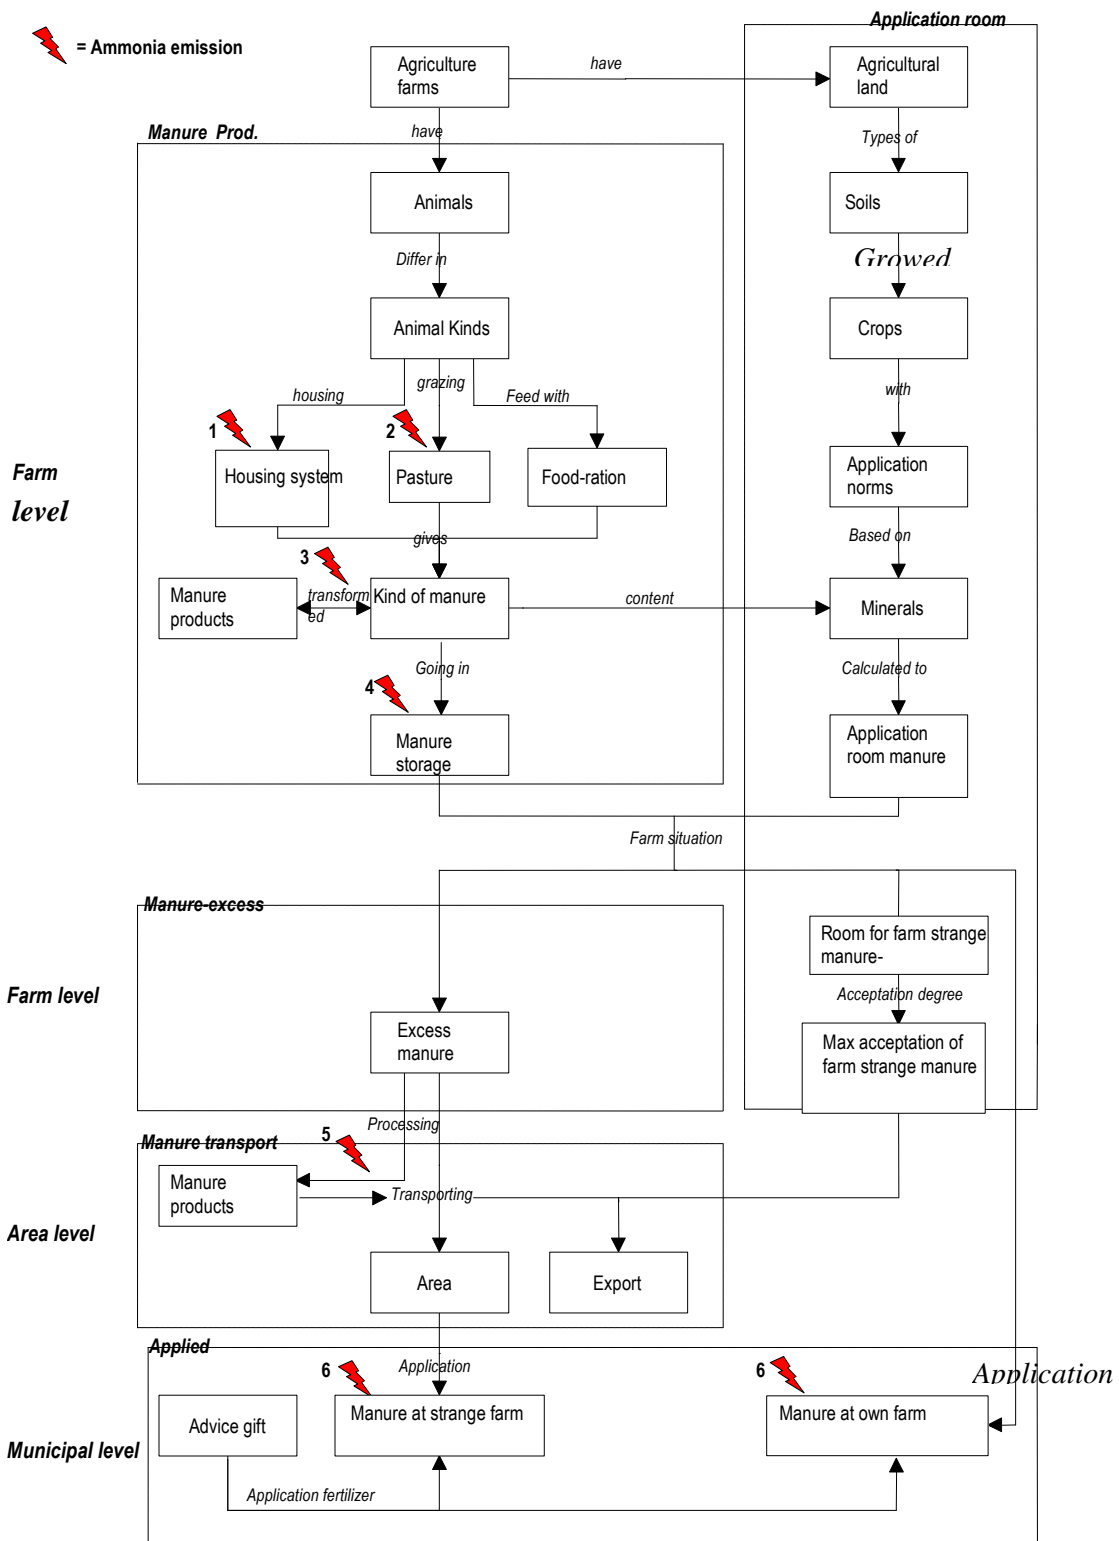 Application room
= Ammonia emission
Agriculture
farms
have
Agricultural
land
Manure Prod.
have
Types of
Animals
Soils
Differ in
Growed
Animal Kinds
Crops
housing
grazing
Feed with
with
1
2
Housing system
Pasture
Food-ration
Application
norms
Farm
level
gives
Based on
3
Manure
products
transform
ed
Kind of manure
content
Minerals
Going in
Calculated to
4
Manure
storage
Application
room manure
Farm situation
Manure-excess
Room for farm strange
manure-
Farm level
Acceptation degree
Excess
manure
Max acceptation of
farm strange manure
Processing
5
Manure transport
Manure
products
Transporting
Area level
Area
Export
Applied
6
Application
6
Application
Advice gift
Manure at strange farm
Manure at own farm
Municipal level
Application fertilizer